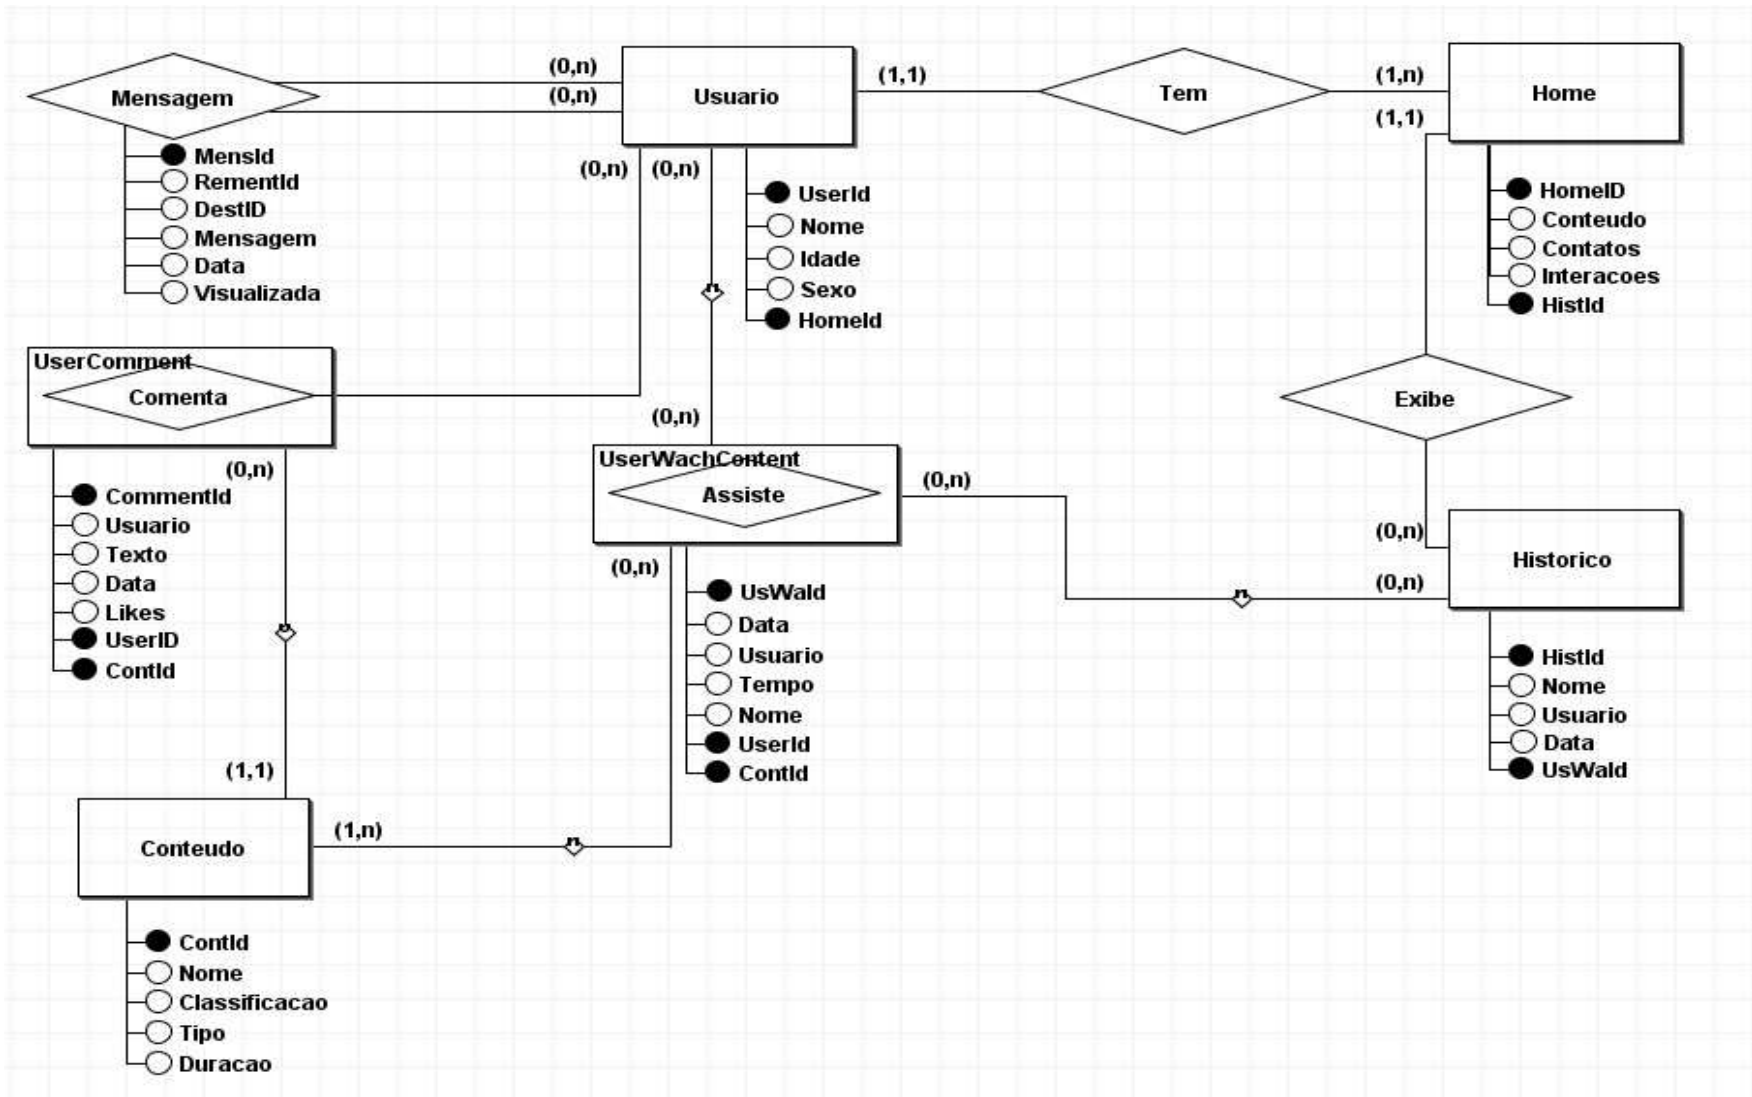 Mensagem
(0,n)
(0,n)
Usuario
(1,1)
Tem
(1,n)
(1,1)
Home
MensId
RementId
DestID
Mensagem
Data
Visualizada
(0,n)
(0,n)
UserId
Nome
Idade
Sexo
HomeId
HomeID
Conteudo
Contatos
Interacoes
HistId
UserComment
Comenta
(0,n)
Exibe
UserWachContent
Assiste
(0,n)
(0,n)
CommentId
Usuario
Texto
Data
Likes
UserID
ContId
(0,n)
UsWaId
Data
Usuario
Tempo
Nome
UserId
ContId
(0,n)
(0,n)
Historico
HistId
Nome
Usuario
Data
UsWaId
(1,1)
Conteudo
(1,n)
ContId
Nome
Classificacao
Tipo
Duracao